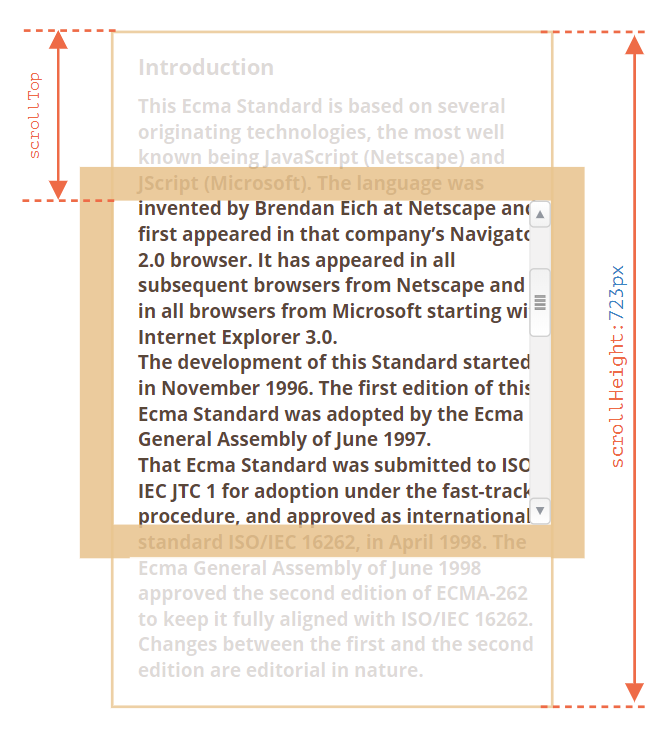 Introduction
This Ecma Standard is based on several
originating technologies, the most well
known being JavaScript (Netscape) and
JScript (Microsoft). The language was
invented by Brendan Eich at Netscape and
first appeared in that company’s Navigato
2.0 browser. It has appeared in all
subsequent browsers from Netscape and
in all browsers from Microsoft starting wi
Internet Explorer 3.0.
The development of this Standard started
in November 1996. The first edition of this
Ecma Standard was adopted by the Ecma
General Assembly of June 1997.
That Ecma Standard was submitted to ISO
IEC JTC 1 for adoption under the fast-track
procedure, and approved as international
standard ISO/IEC 16262, in April 1998. The
Ecma General Assembly of June 1998
approved the second edition of ECMA-262
to keep it fully aligned with ISO/IEC 16262.
Changes between the first and the second
edition are editorial in nature.
scrollTop
scrollHeight:723px